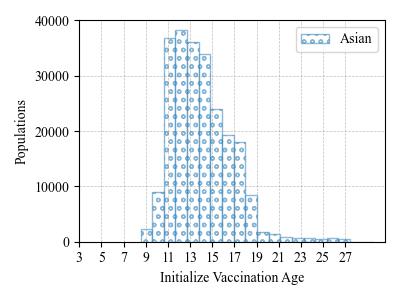 40000
Asian
30000
Populations
20000
10000
0
3 5 7 9 11 13 15 17 19 21 23 25 27
Initialize Vaccination Age